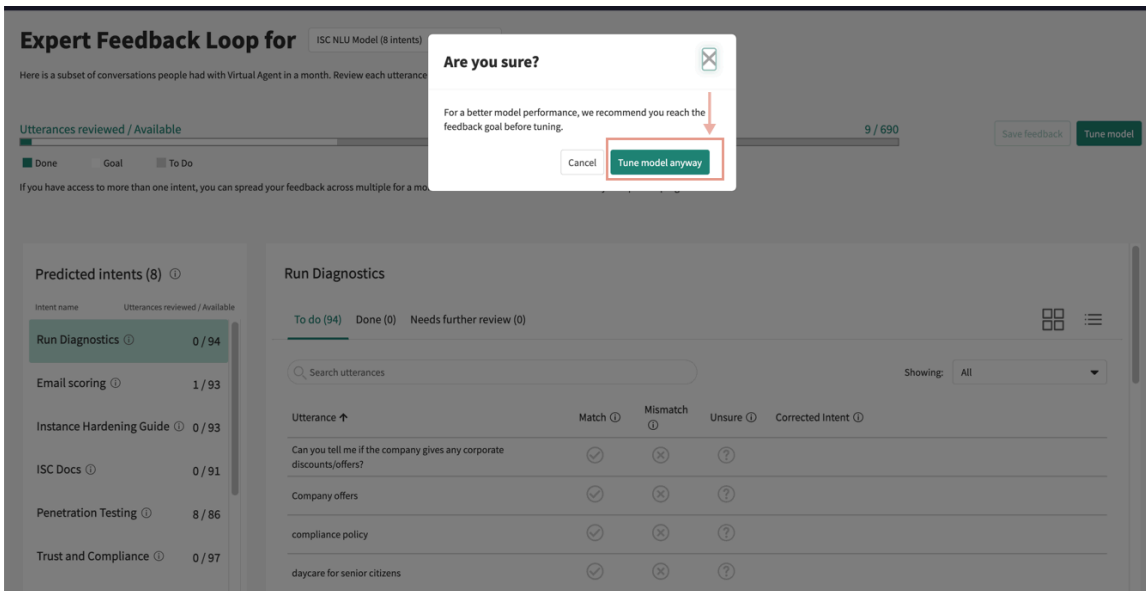 Expert Feedback Loop for
ISC NLU Model (8 intents)
Here is a subset of conversations people had with Virtual Agent in a month. Review each utterance
Are you sure?
For a better model performance, we recommend you reach the
feedback goal before tuning.
Cancel
Tune model anyway
Utterances reviewed / Available
9 / 690
Save feedback
Tune model
Done
Goal
To Do
If you have access to more than one intent, you can spread your feedback across multiple for a
Predicted intents (8)
Intent name
Utterances reviewed / Available
Run Diagnostics
0 / 94
Email scoring
1 / 93
Instance Hardening Guide
0 / 93
ISC Docs
0 / 91
Penetration Testing
8 / 86
Trust and Compliance
0 / 97
Run Diagnostics
To do (94)
Done (0)
Needs further review (0)
Search utterances
Showing:
All
Utterance
Match
Mismatch
Unsure
Corrected Intent
Can you tell me if the company gives any corporate
discounts/offers?
Company offers
compliance policy
daycare for senior citizens